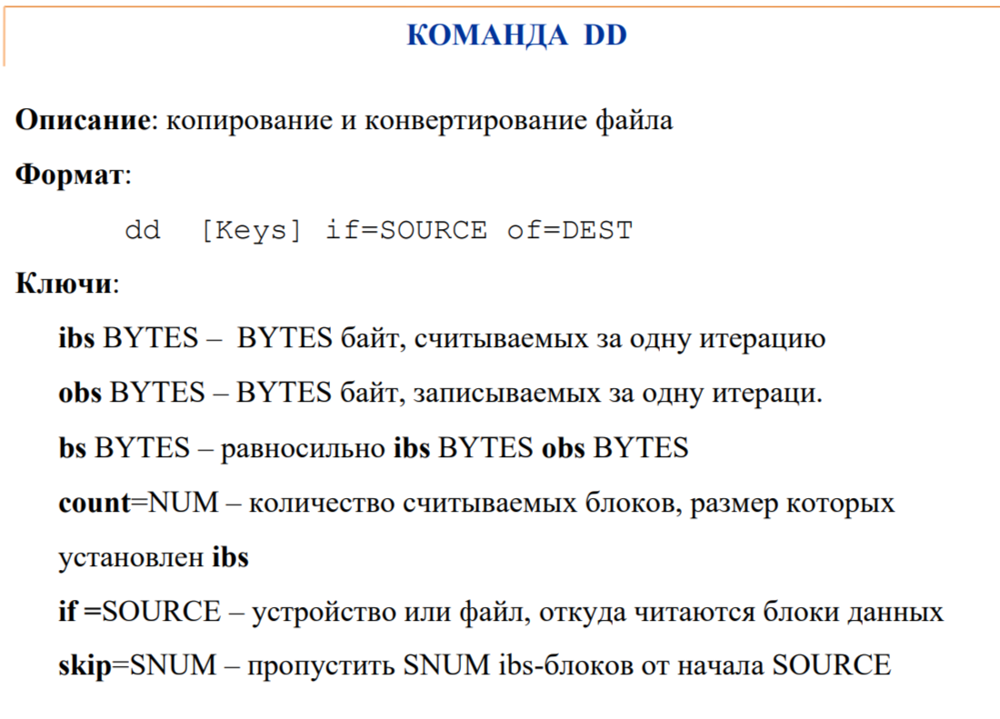 КОМАНДА DD
Описание: копирование и конвертирование файла
Формат:
dd [Keys] if=SOURCE of=DEST
Ключи:
ibs BYTES – BYTES байт, считываемых за одну итерацию
obs BYTES – BYTES байт, записываемых за одну итераци.
bs BYTES – равносильно ibs BYTES obs BYTES
count=NUM – количество считываемых блоков, размер которых
установлен ibs
if =SOURCE – устройство или файл, откуда читаются блоки данных
skip=SNUM – пропустить SNUM ibs-блоков от начала SOURCE